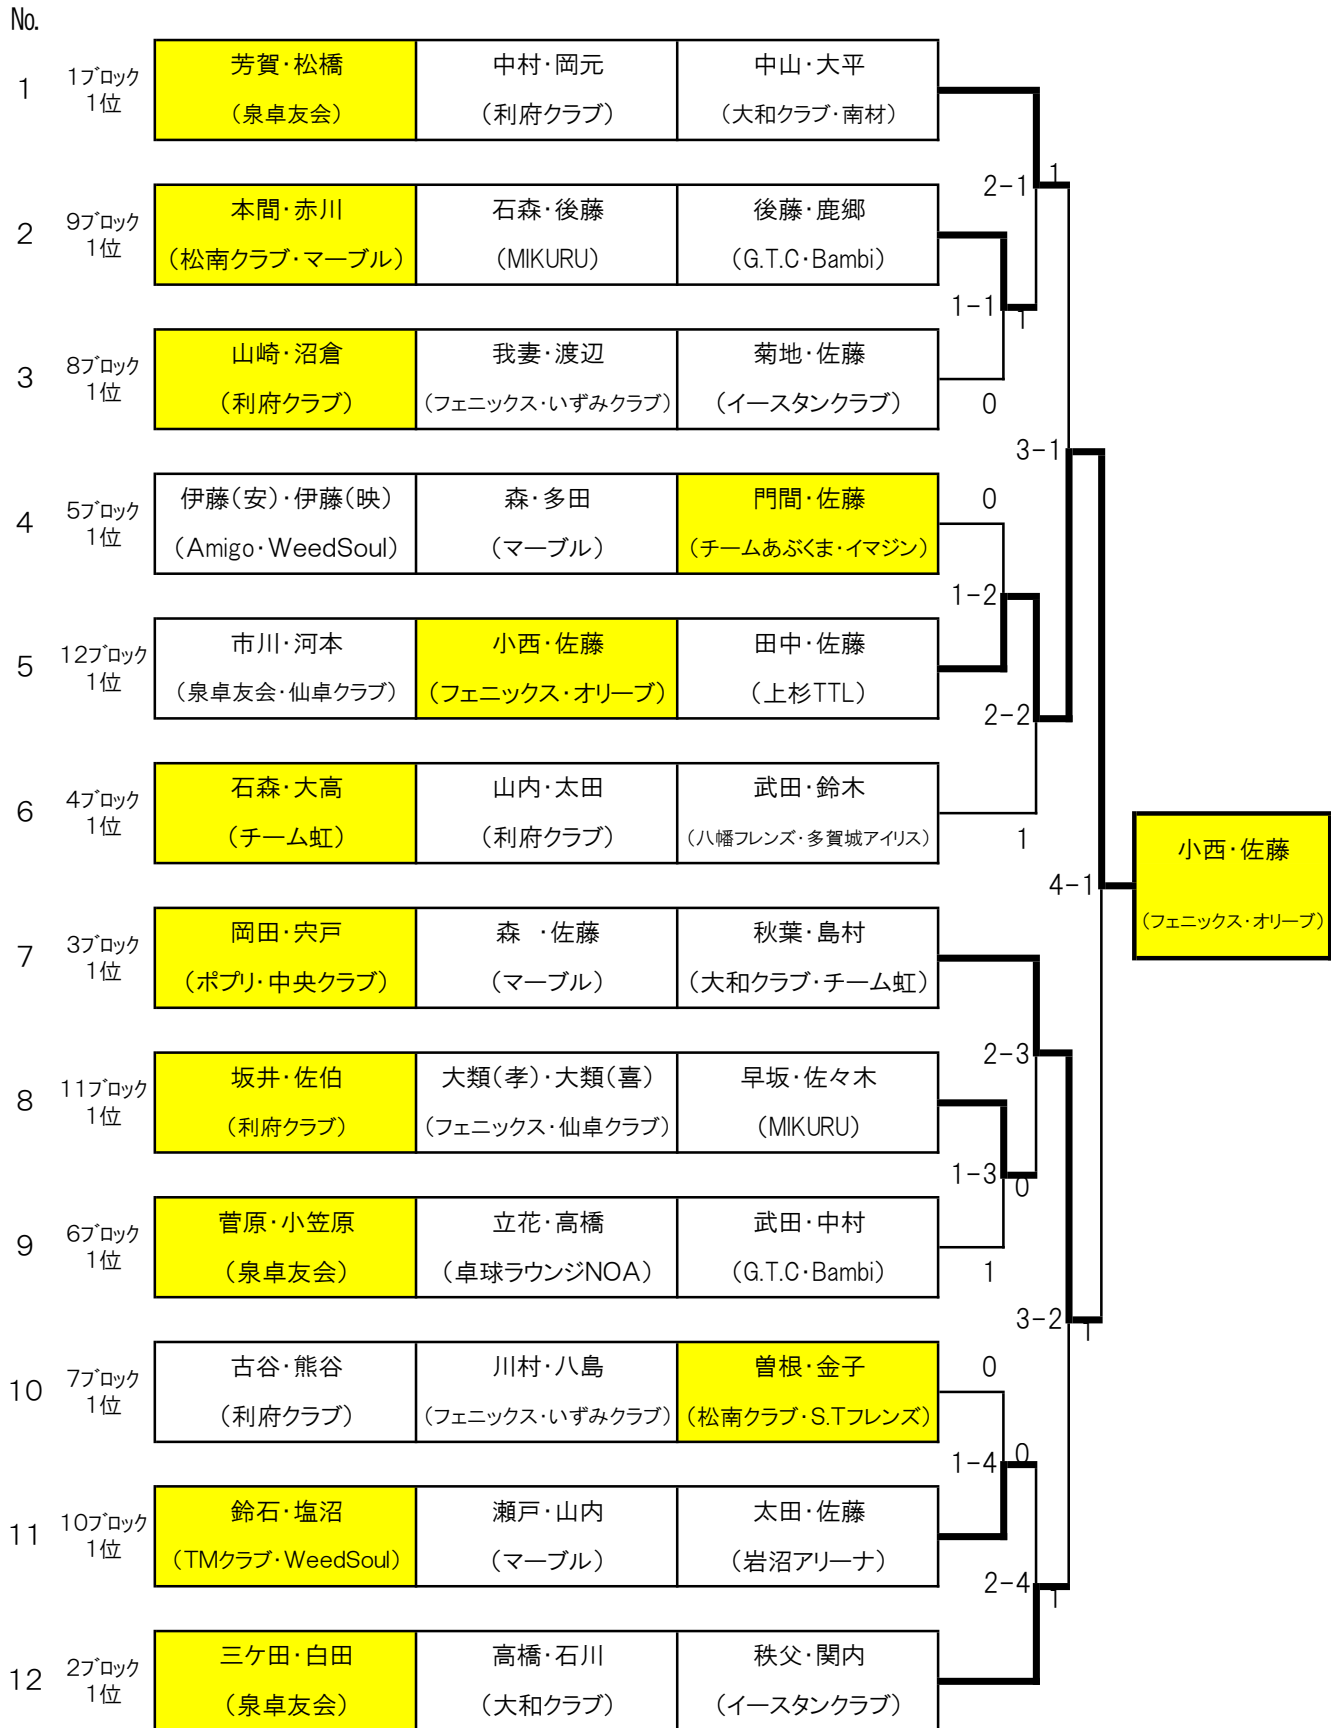 No.
1 1ブロック 1位 芳賀・松橋 中村・岡元 中山・大平
（泉卓友会） （利府クラブ） （大和クラブ・南材）
2-1 1
2 9ブロック 1位 本間・赤川 石森・後藤 後藤・鹿郷
（松南クラブ・マーブル） （MIKURU） （G.T.C・Bambi）
1-1 1
3 8ブロック 1位 山崎・沼倉 我妻・渡辺 菊地・佐藤
（利府クラブ） （フェニックス・いずみクラブ） （イースタンクラブ） 0
3-1
4 5ブロック 1位 伊藤（安）・伊藤（映） 森・多田 門間・佐藤 0
（Amigo・WeedSoul） （マーブル） （チームあぶくま・イマジン）
1-2
5 12ブロック 1位 市川・河本 小西・佐藤 田中・佐藤
（泉卓友会・仙卓クラブ） （フェニックス・オリーブ） （上杉TTL）
2-2
6 4ブロック 1位 石森・大高 山内・太田 武田・鈴木
（チーム虹） （利府クラブ） （八幡フレンズ・多賀城アイリス） 1
小西・佐藤
4-1
（フェニックス・オリーブ）
7 3ブロック 1位 岡田・宍戸 森 ・佐藤 秋葉・島村
（ポプリ・中央クラブ） （マーブル） （大和クラブ・チーム虹）
2-3
8 11ブロック 1位 坂井・佐伯 大類（孝）・大類（喜） 早坂・佐々木
（利府クラブ） （フェニックス・仙卓クラブ） （MIKURU）
1-3 0
9 6ブロック 1位 菅原・小笠原 立花・高橋 武田・中村
（泉卓友会） （卓球ラウンジNOA） （G.T.C・Bambi） 1
3-2 1
10 7ブロック 1位 古谷・熊谷 川村・八島 曽根・金子 0
（利府クラブ） （フェニックス・いずみクラブ） （松南クラブ・S.Tフレンズ）
1-4 0
11 10ブロック 1位 鈴石・塩沼 瀬戸・山内 太田・佐藤
（TMクラブ・WeedSoul） （マーブル） （岩沼アリーナ）
2-4 1
12 2ブロック 1位 三ケ田・白田 高橋・石川 秩父・関内
（泉卓友会） （大和クラブ） （イースタンクラブ）